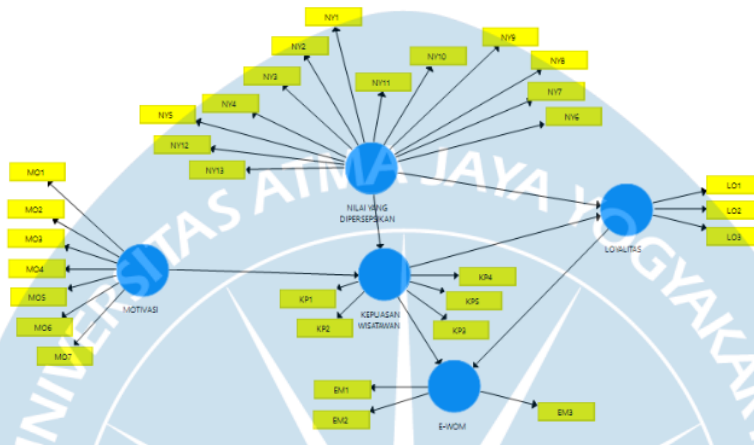 NY1
NY2
NY9
NY10
NY8
NY3
NY11
NY7
NY4
NY5
NY6
NY12
NY13
MO1
MO2
MO3
MO4
MO5
MO6
MO7
MOTIVASI
NILAI YANG
DIPERSEPSIKAN
LO1
LO2
LO3
LOYALITAS
KP4
KP1
KP5
KP2
KP3
KEPUASAN
WISATAWAN
EM1
EM2
EM3
E-WOM
UNIVERSITAS ATMA JAYA YOGYAKA